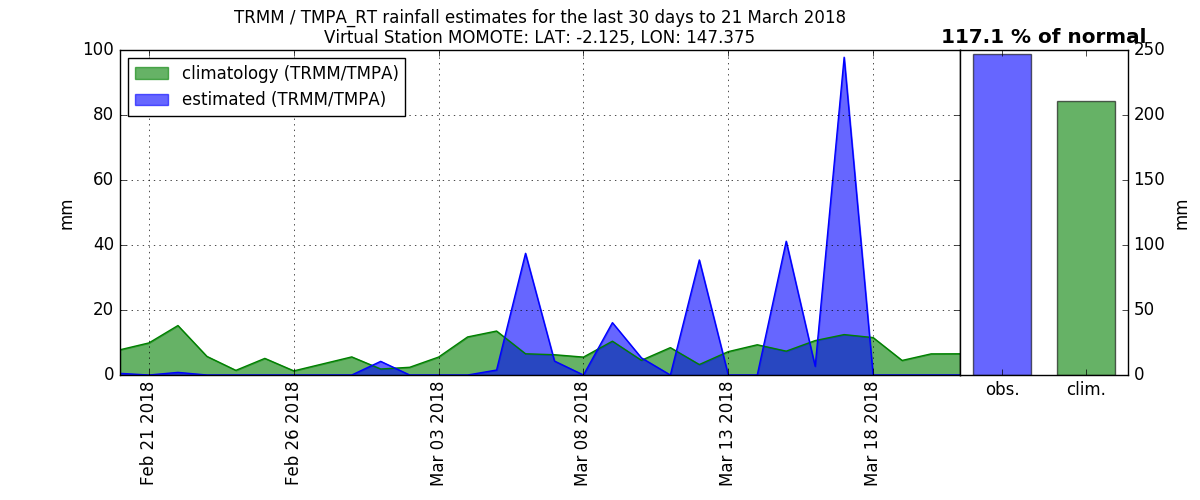 TRMM / TMPA_RT rainfall estimates for the last 30 days to 21 March 2018
Virtual Station MOMOTE: LAT: -2.125, LON: 147.375
117.1 % of normal
climatology (TRMM/TMPA)
estimated (TRMM/TMPA)
100
80
60
40
20
0
mm
Feb 21 2018
Feb 26 2018
Mar 03 2018
Mar 08 2018
Mar 13 2018
Mar 18 2018
250
200
150
100
50
0
mm
obs.
clim.